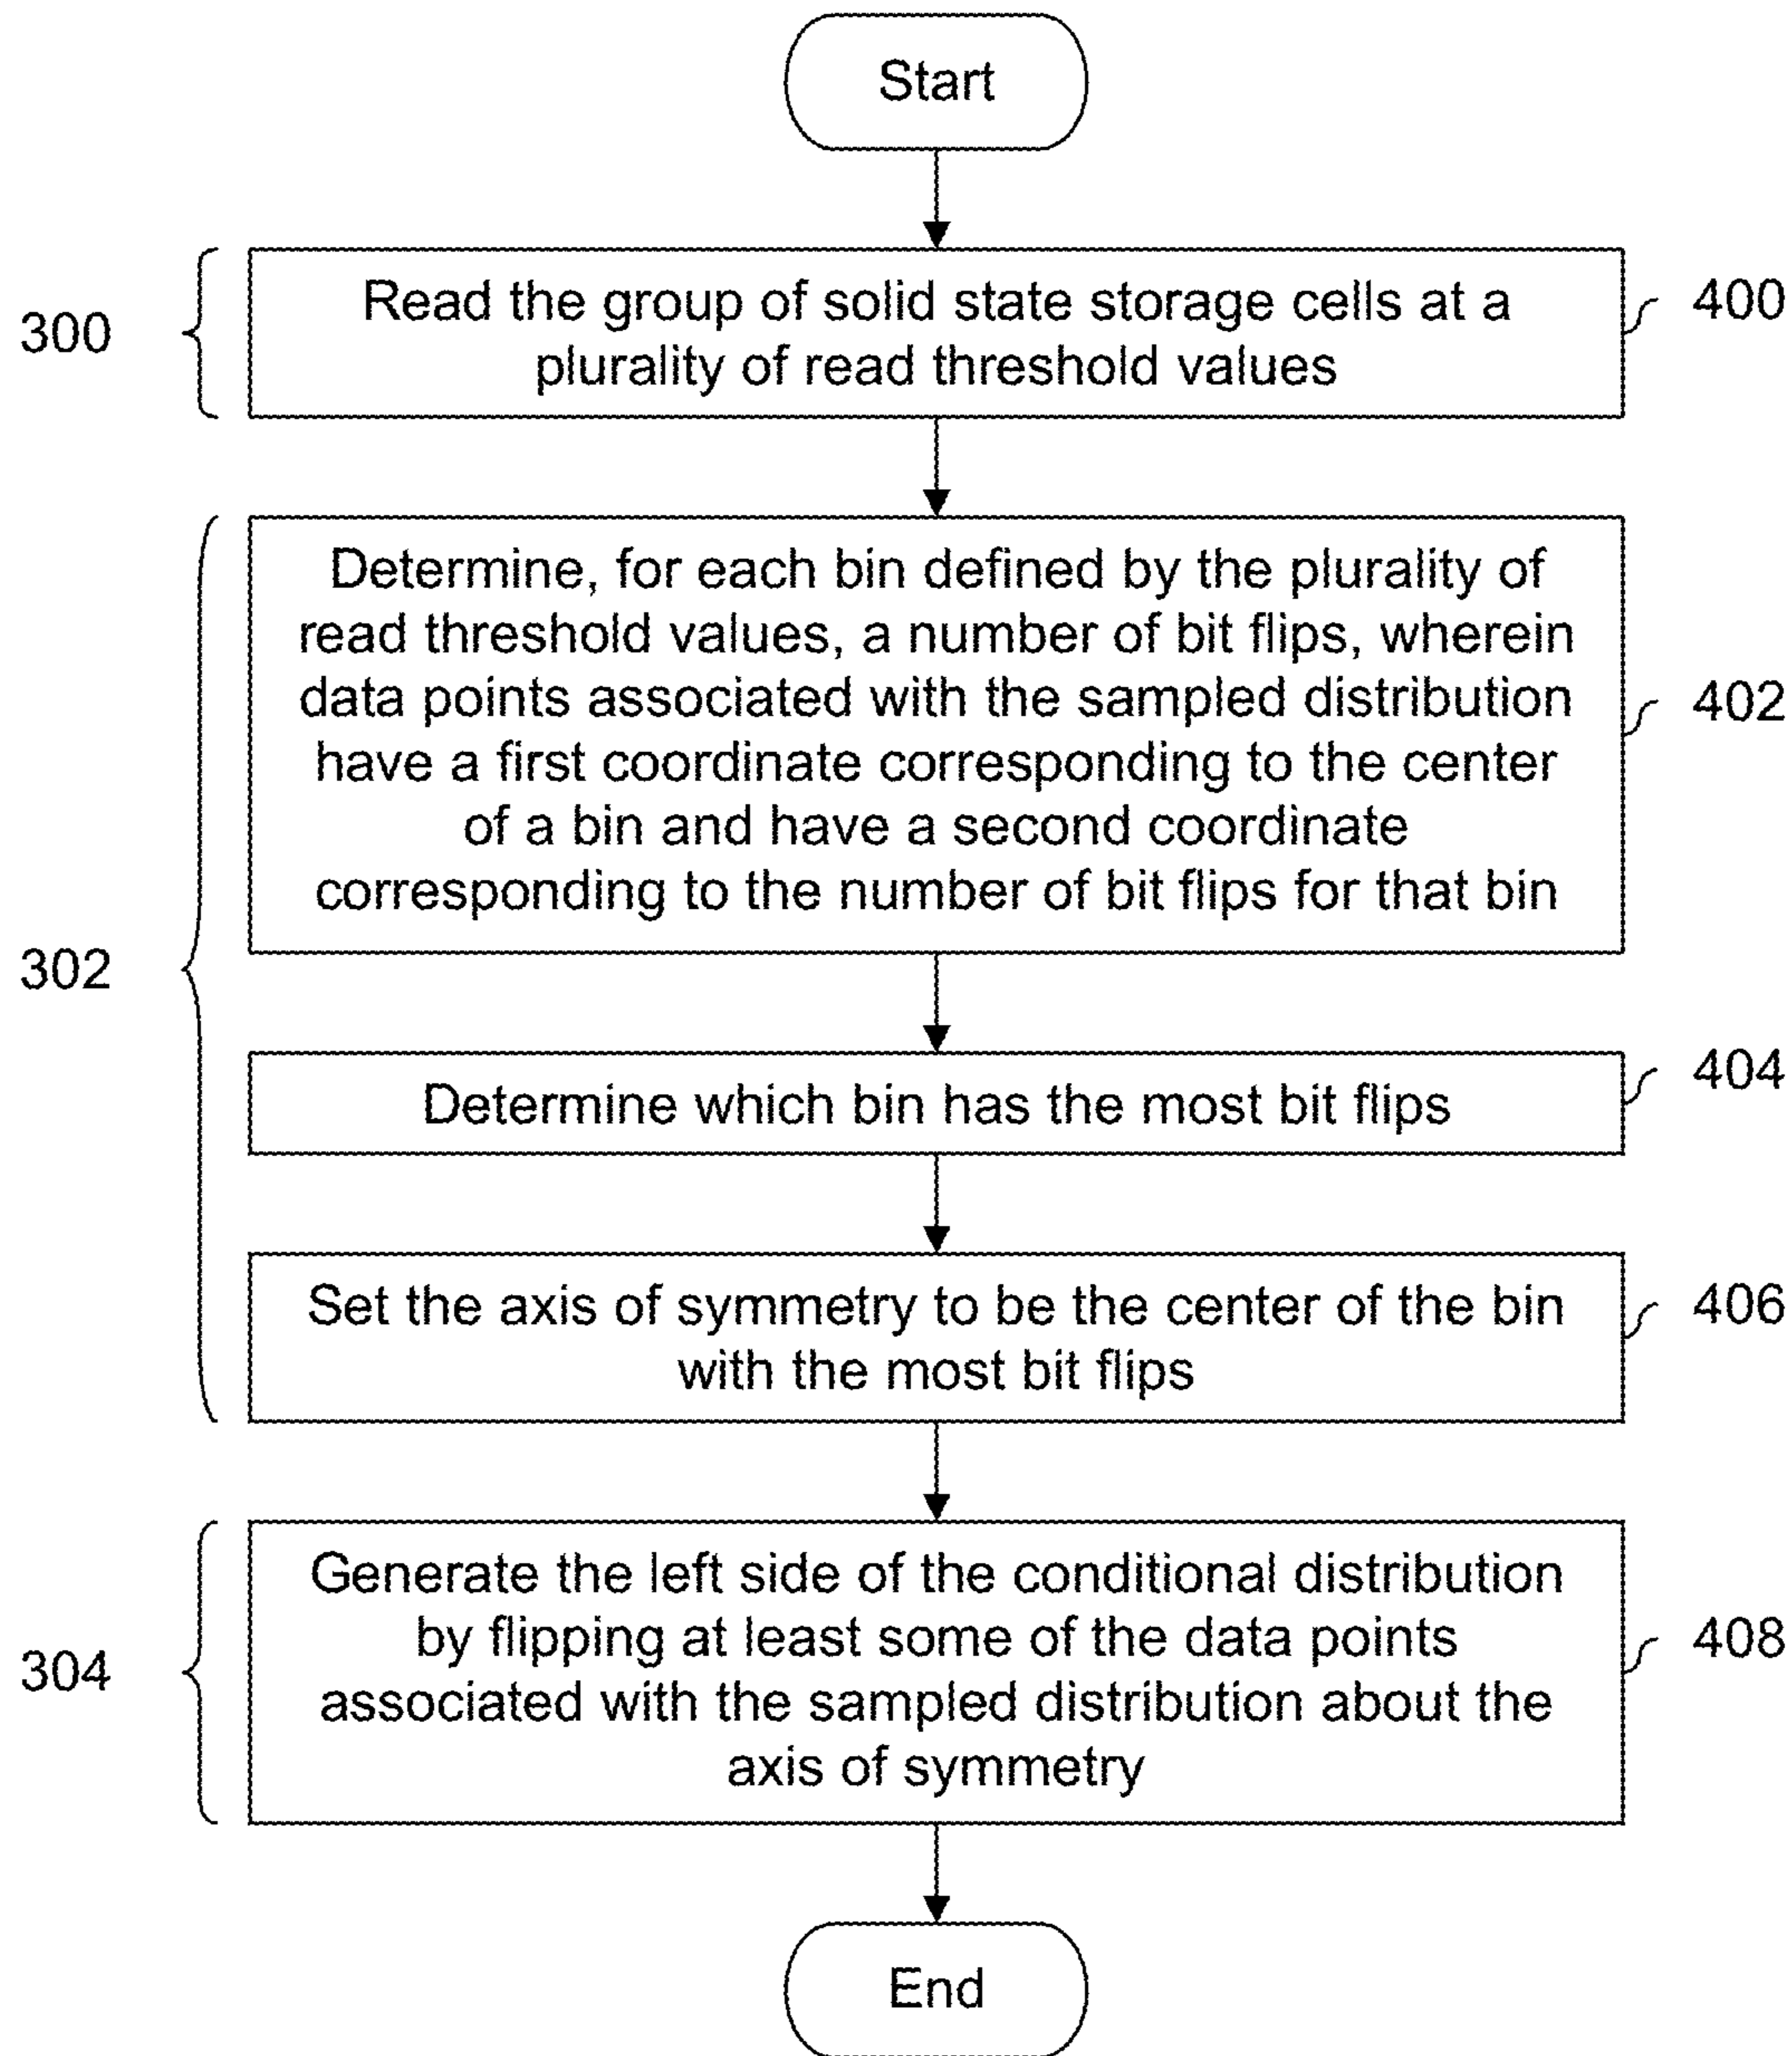 Start
300
Read the group of solid state storage cells at a
plurality of read threshold values
400
302
Determine, for each bin defined by the plurality of
read threshold values, a number of bit flips, wherein
data points associated with the sampled distribution
have a first coordinate corresponding to the center
of a bin and have a second coordinate
corresponding to the number of bit flips for that bin
402
Determine which bin has the most bit flips
404
Set the axis of symmetry to be the center of the bin
with the most bit flips
406
304
Generate the left side of the conditional distribution
by flipping at least some of the data points
associated with the sampled distribution about the
axis of symmetry
408
End